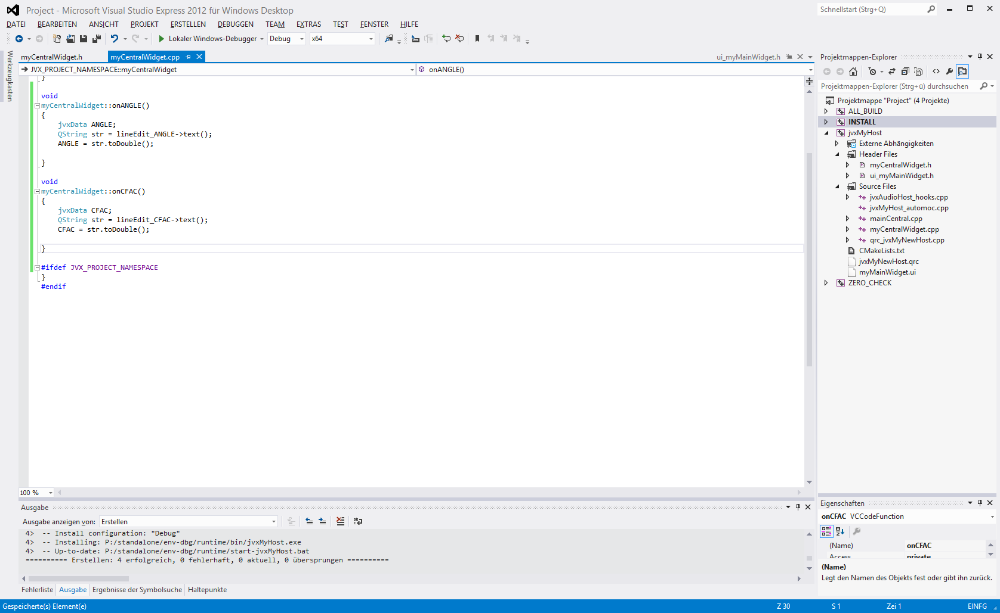 Project - Microsoft Visual Studio Express 2012 für Windows Desktop
Schnellstart (Strg+Q)
DATEI BEARBEITEN ANSICHT PROJEKT ERSTELLEN DEBUGGEN TEAM EXTRAS TEST FENSTER HILFE
Lokaler Windows-Debugger Debug x64
Werkzeugkasten
myCentralWidget.h myCentralWidget.cpp ui_myMainWidget.h
JVX_PROJECT_NAMESPACE::myCentralWidget onANGLE()
}
void
myCentralWidget::onANGLE()
{
jvxData ANGLE;
QString str = lineEdit_ANGLE->text();
ANGLE = str.toDouble();
}
void
myCentralWidget::onCFAC()
{
jvxData CFAC;
QString str = lineEdit_CFAC->text();
CFAC = str.toDouble();
}
#ifdef JVX_PROJECT_NAMESPACE
}
#endif
100 %
Ausgabe
Ausgabe anzeigen von: Erstellen
4> -- Install configuration: "Debug"
4> -- Installing: P:/standalone/env-dbg/runtime/bin/jvxMyHost.exe
4> -- Up-to-date: P:/standalone/env-dbg/runtime/start-jvxMyHost.bat
========== Erstellen: 4 erfolgreich, 0 fehlerhaft, 0 aktuell, 0 übersprungen ==========
Fehlerliste Ausgabe Ergebnisse der Symbolsuche Haltepunkte
Projektmappen-Explorer
Projektmappen-Explorer (Strg+ü) durchsuchen
Projektmappe "Project" (4 Projekte)
ALL_BUILD
INSTALL
jvxMyHost
Externe Abhängigkeiten
Header Files
myCentralWidget.h
ui_myMainWidget.h
Source Files
jvxAudioHost_hooks.cpp
jvxMyHost_automoc.cpp
mainCentral.cpp
myCentralWidget.cpp
qrc_jvxMyNewHost.cpp
CMakeLists.txt
jvxMyNewHost.qrc
myMainWidget.ui
ZERO_CHECK
Eigenschaften
onCFAC VCCodeFunction
(Name) onCFAC
Access private
(Name)
Legt den Namen des Objekts fest oder gibt ihn zurück.
Gespeicherte(s) Element(e) Z 30 S 1 Zei 1 EINFG